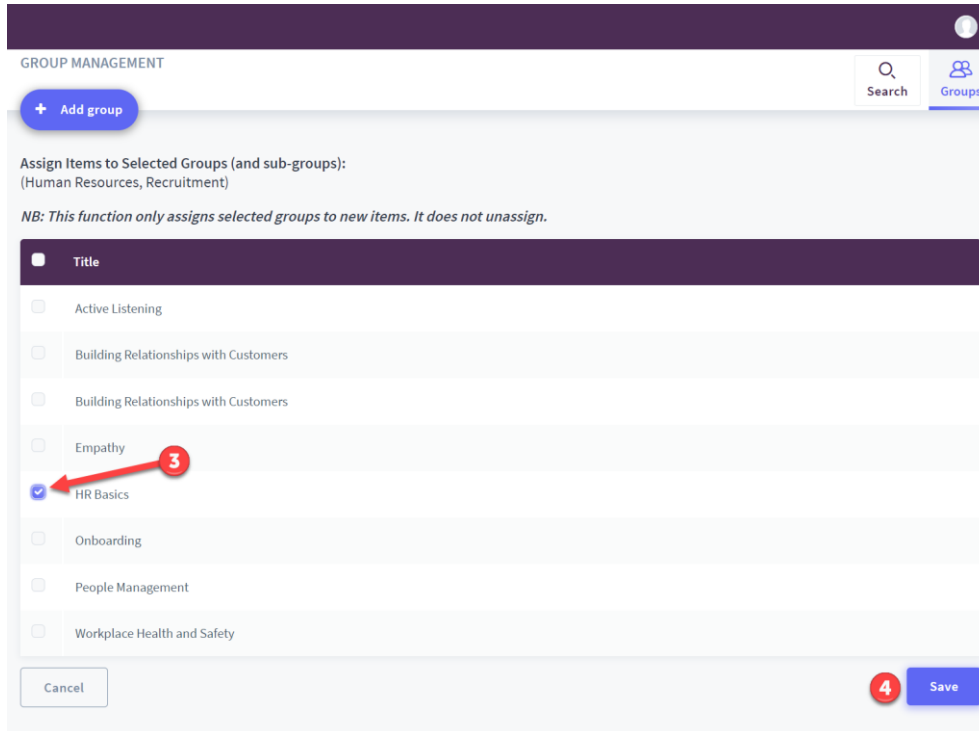 GROUP MANAGEMENT
Search
Groups
+ Add group
Assign Items to Selected Groups (and sub-groups):
(Human Resources, Recruitment)
NB: This function only assigns selected groups to new items. It does not unassign.
Title
Active Listening
Building Relationships with Customers
Building Relationships with Customers
Empathy
3
HR Basics
Onboarding
People Management
Workplace Health and Safety
Cancel
4
Save